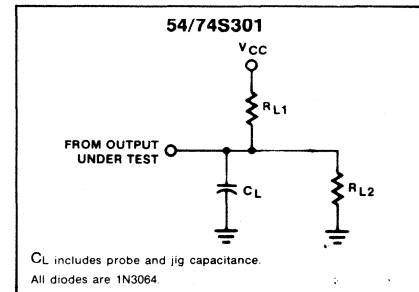 54/74S301
VCC
RL1
FROM OUTPUT
UNDER TEST
CL
RL2
CL includes probe and jig capacitance.
All diodes are 1N3064.